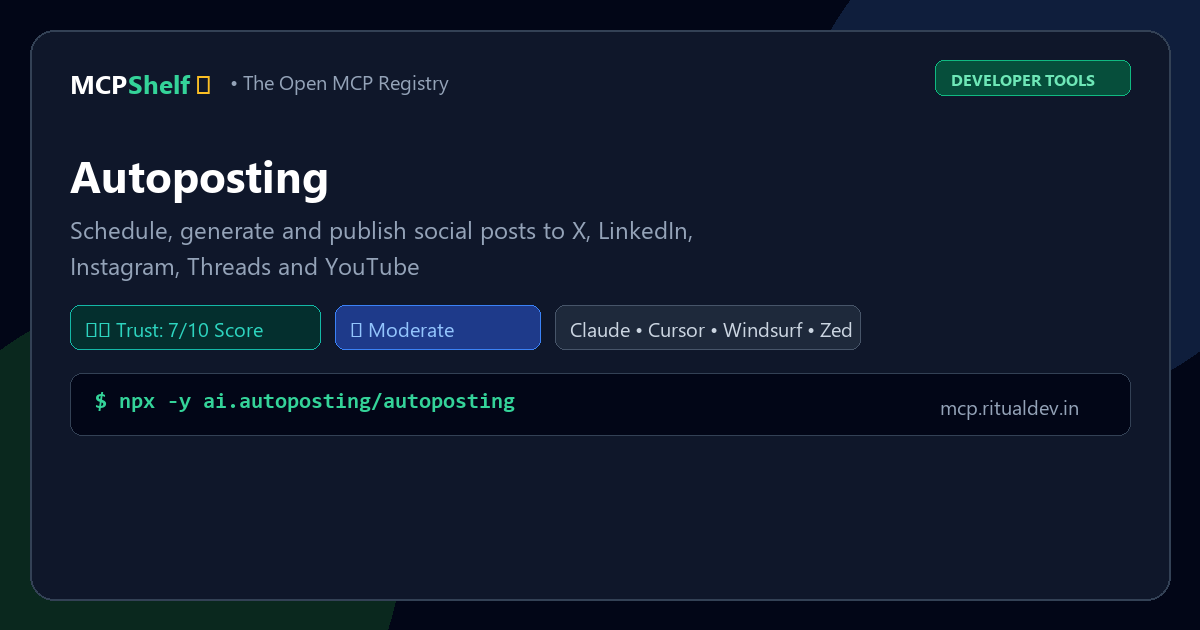 MCPShelf • The Open MCP Registry
DEVELOPER TOOLS
Autoposting
Schedule, generate and publish social posts to X, LinkedIn,
Instagram, Threads and YouTube
Trust: 7/10 Score
Moderate
Claude • Cursor • Windsurf • Zed
$ npx -y ai.autoposting/autoposting
mcp.ritualdev.in